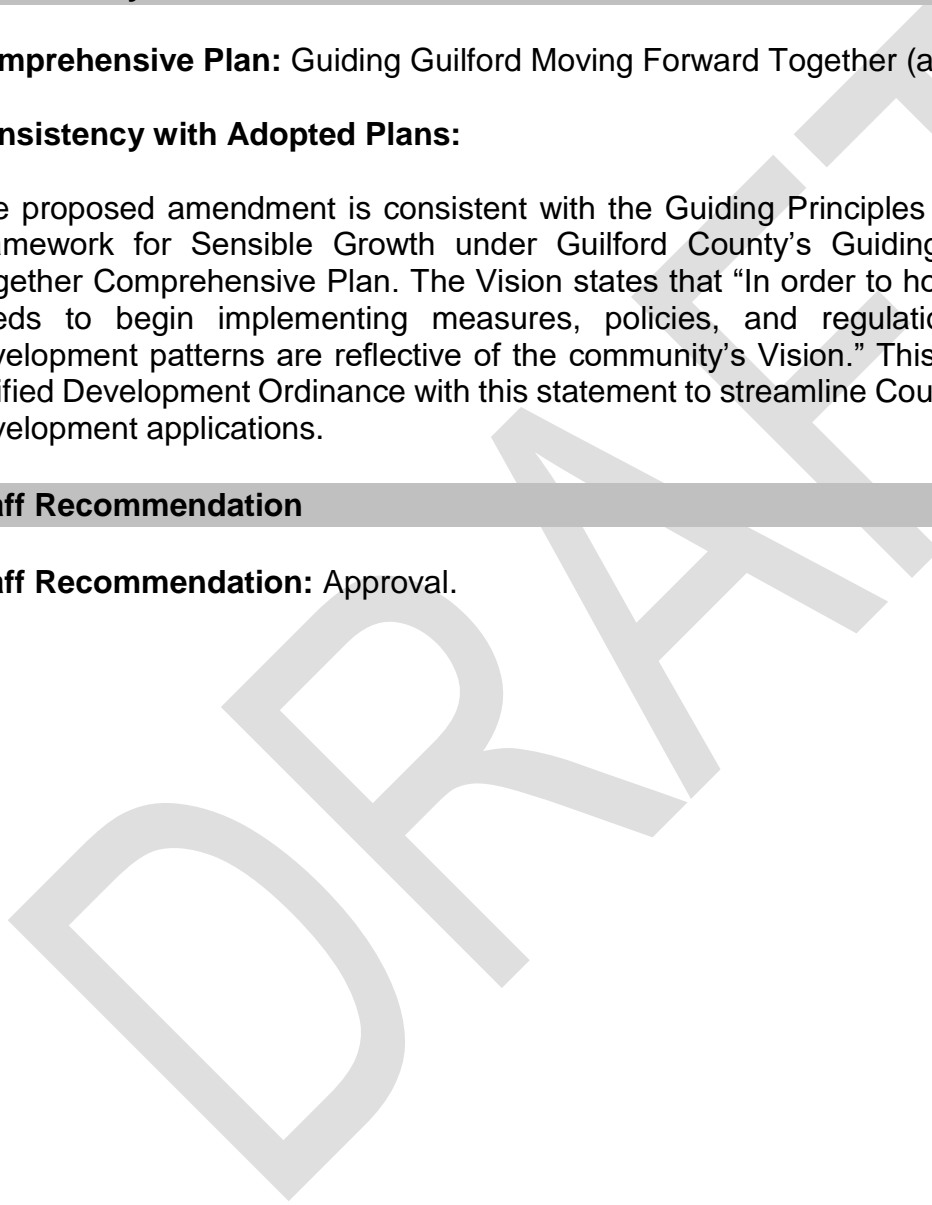 mprehensive Plan: Guiding Guilford Moving Forward Together (a
nsistency with Adopted Plans:
e proposed amendment is consistent with the Guiding Principles
mework for Sensible Growth under Guilford County’s Guiding
gether Comprehensive Plan. The Vision states that “In order to ho
eds to begin implementing measures, policies, and regulatio
velopment patterns are reflective of the community’s Vision.” This
ified Development Ordinance with this statement to streamline Cou
velopment applications.
aff Recommendation
aff Recommendation: Approval.
DRAFT